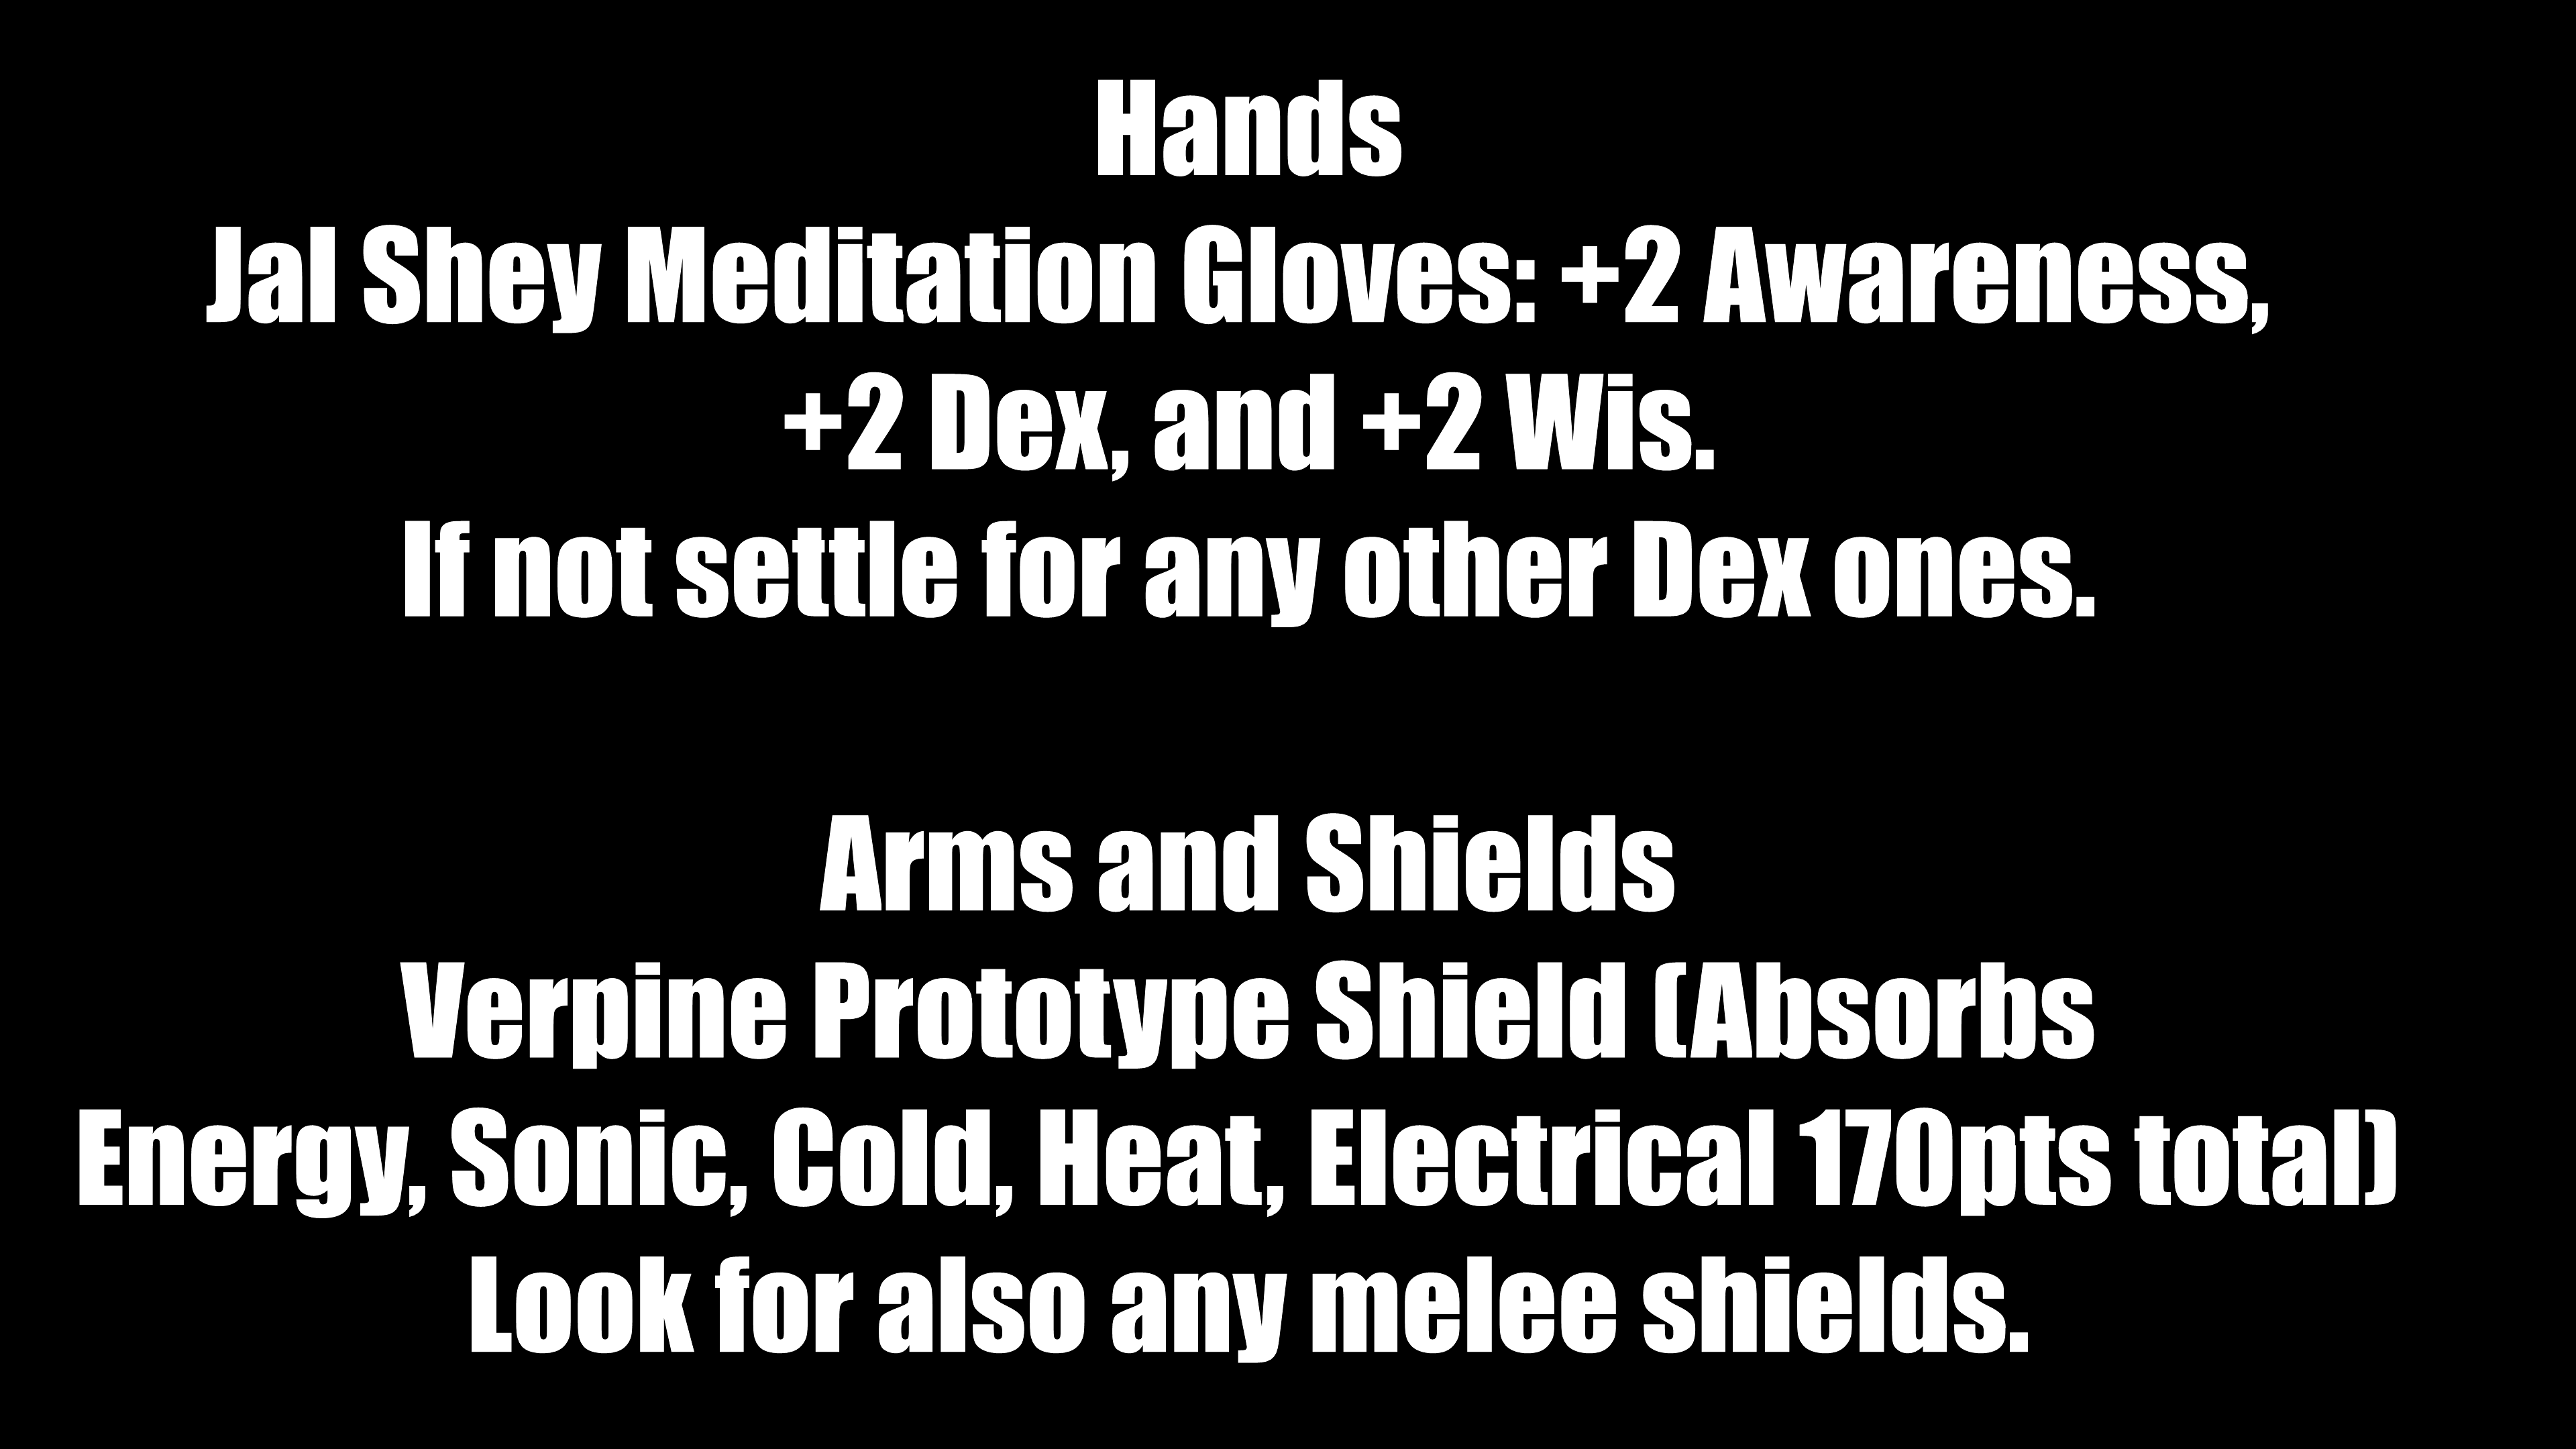 Hands
Jal Shey Meditation Gloves: +2 Awareness,
+2 Dex, and +2 Wis.
If not settle for any other Dex ones.
Arms and Shields
Verpine Prototype Shield (Absorbs
Energy, Sonic, Cold, Heat, Electrical 170pts total)
Look for also any melee shields.